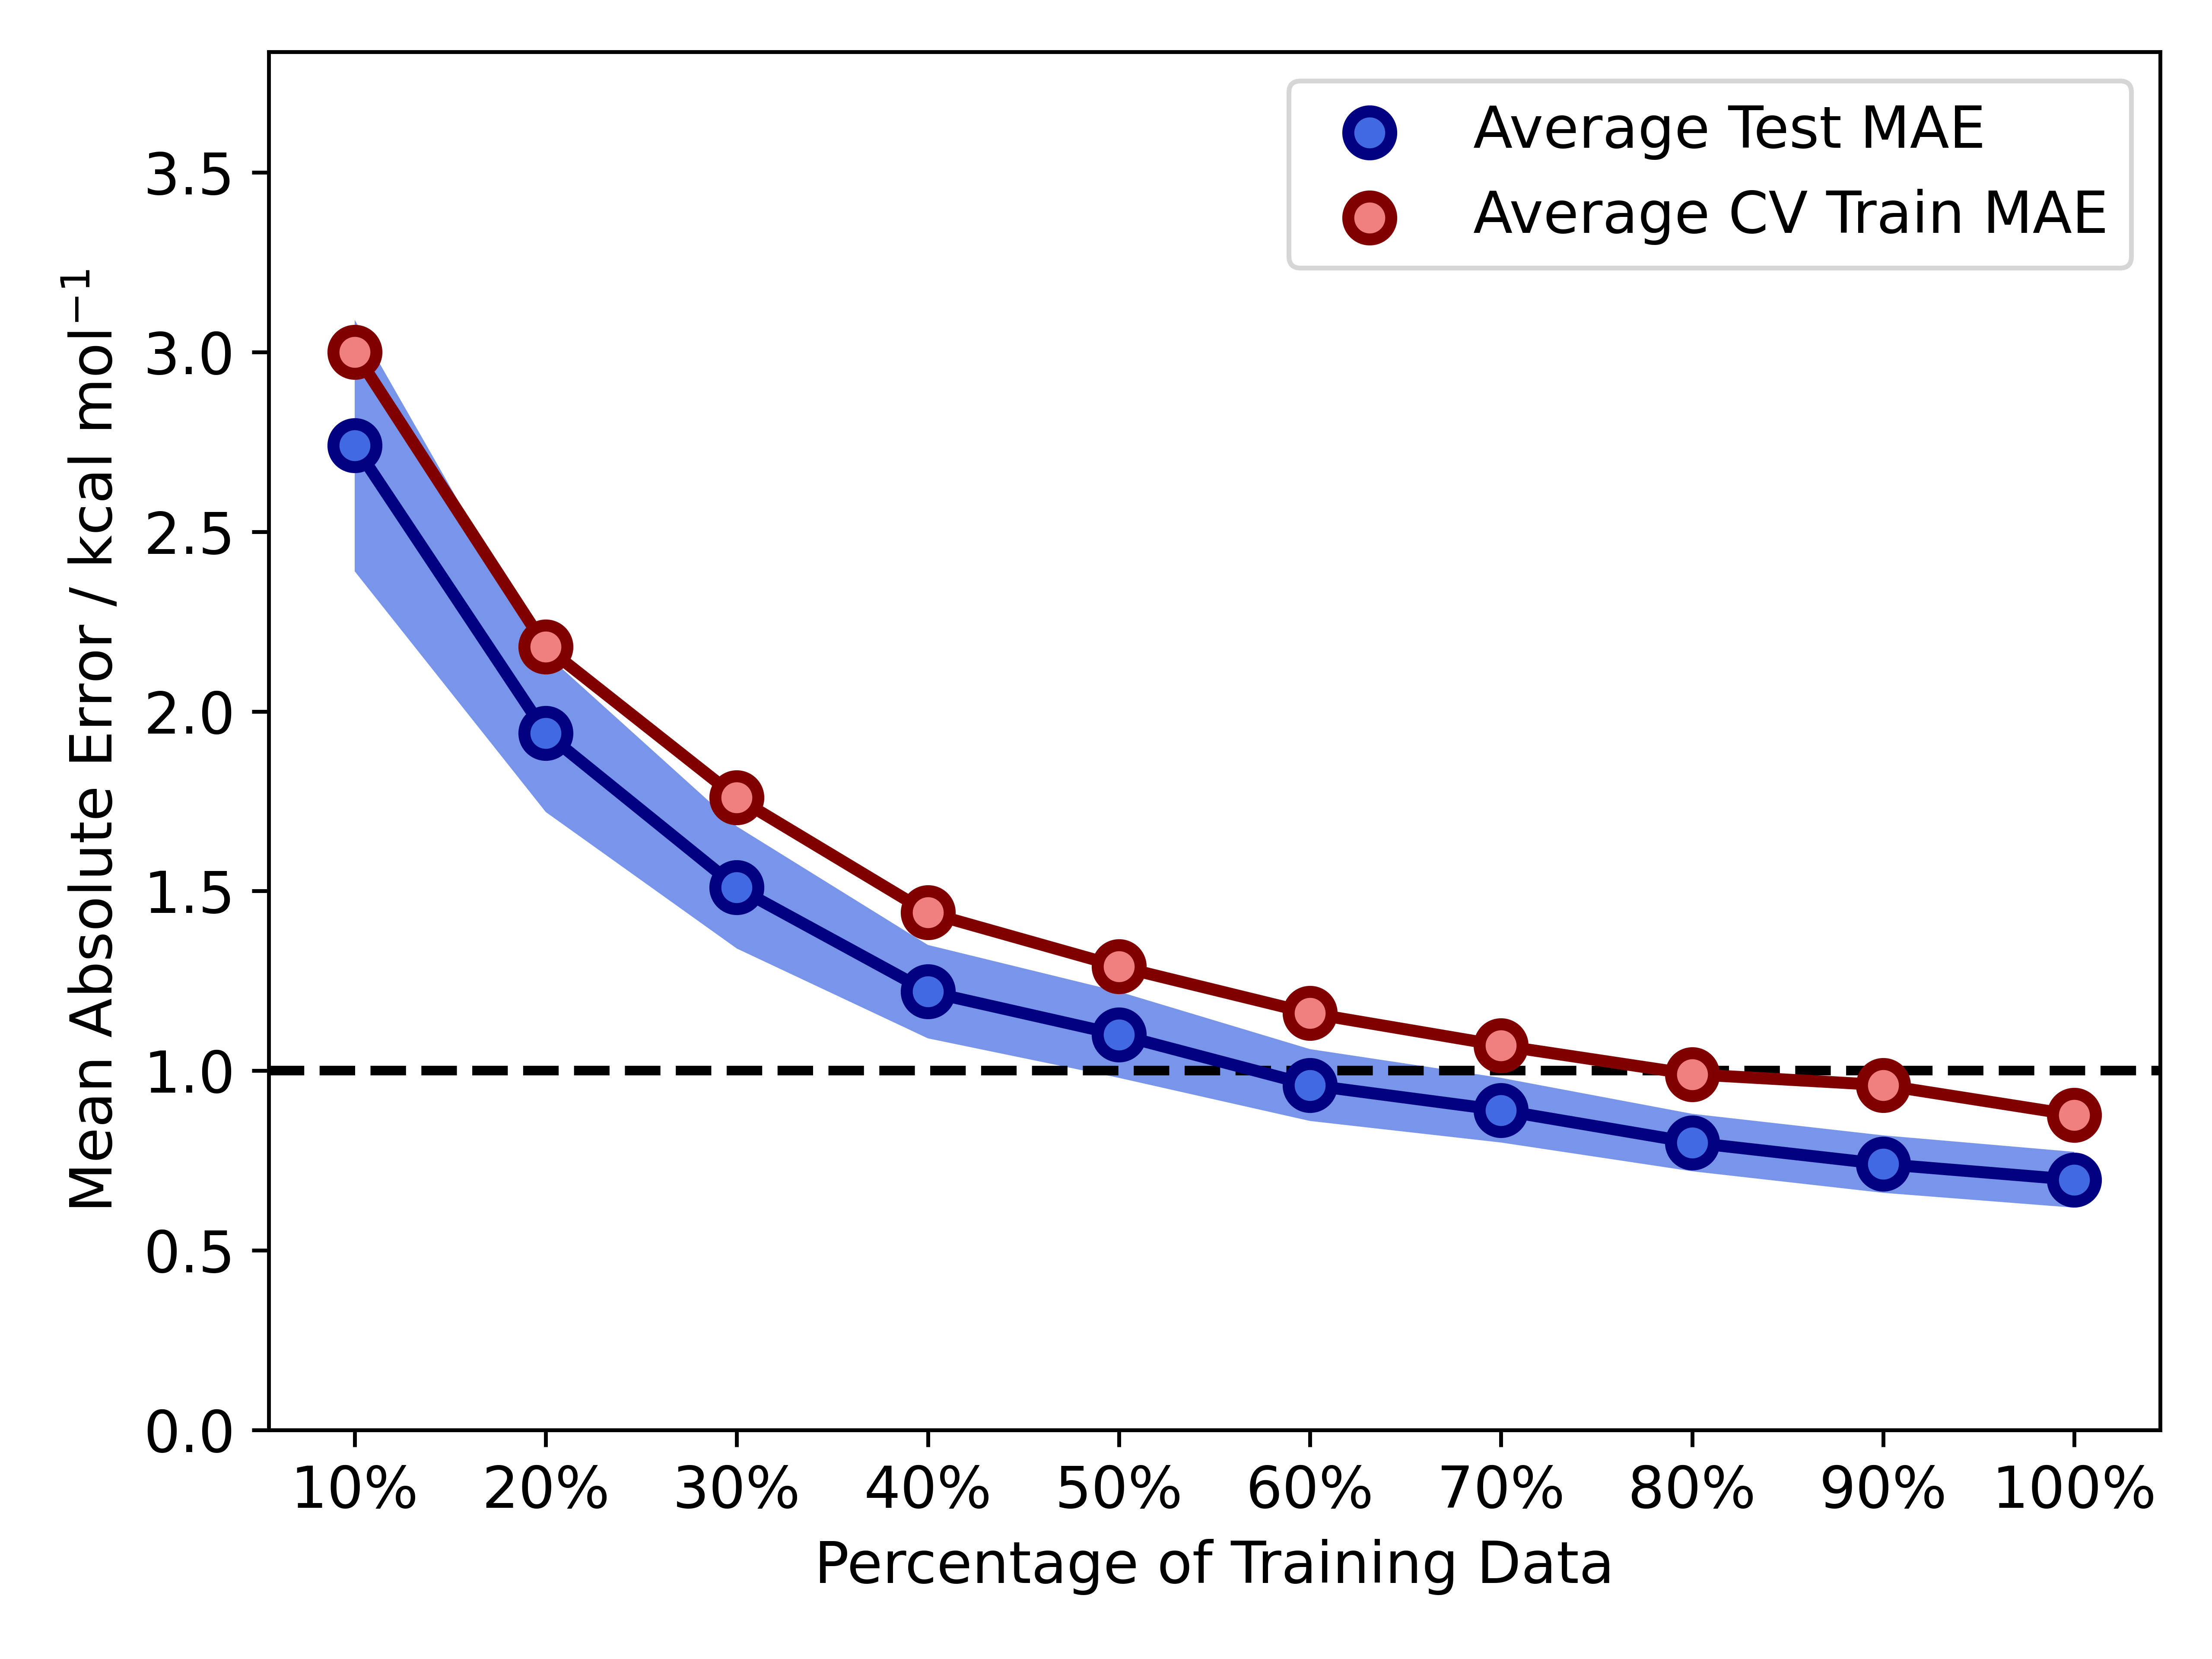 Average Test MAE
Average CV Train MAE
Mean Absolute Error / kcal mol⁻¹
3.5
3.0
2.5
2.0
1.5
1.0
0.5
0.0
10% 20% 30% 40% 50% 60% 70% 80% 90% 100%
Percentage of Training Data